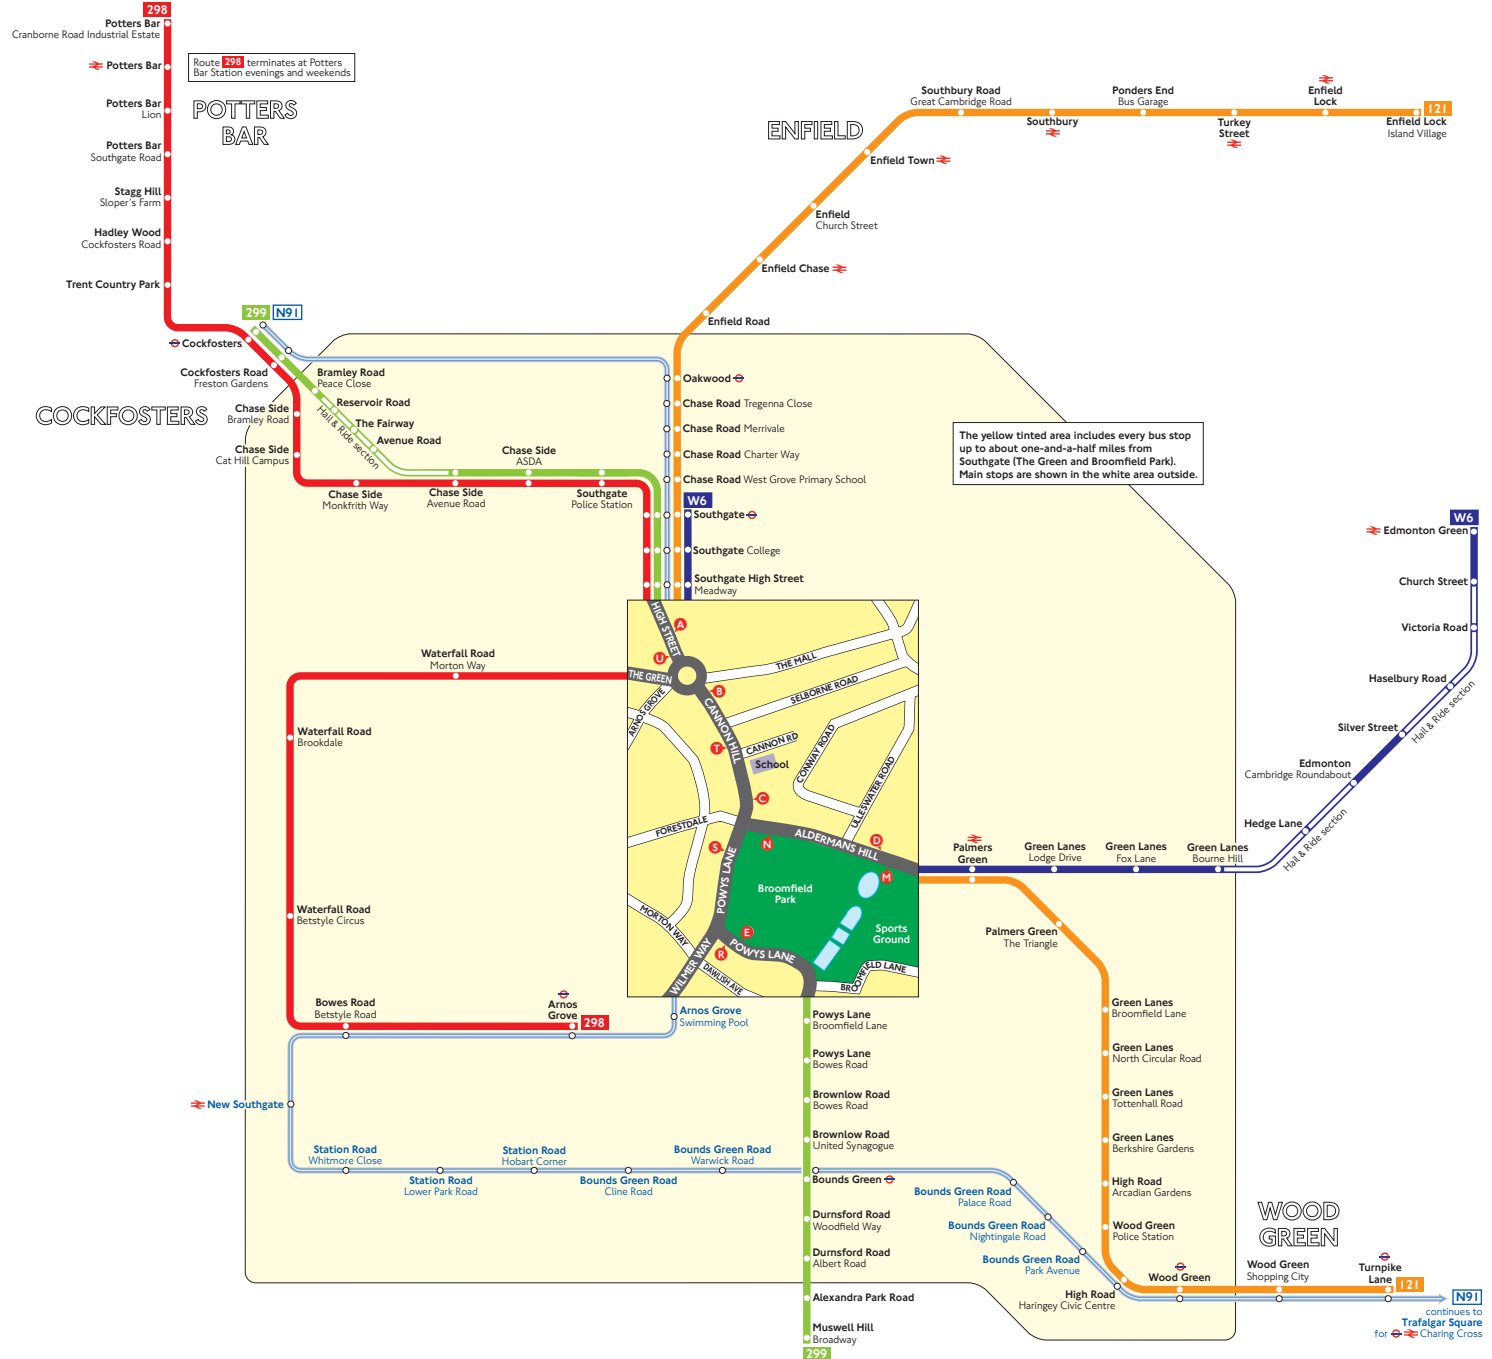 298
Potters Bar
Cranborne Road Industrial Estate
Potters Bar
Route 298 terminates at Potters
Bar Station evenings and weekends
Potters Bar
Lion
POTTERS
BAR
Potters Bar
Southgate Road
Stagg Hill
Sloper's Farm
Hadley Wood
Cockfosters Road
Trent Country Park
299
N91
Cockfosters
Cockfosters Road
Freston Gardens
COCKFOSTERS
Chase Side
Bramley Road
Chase Side
Cat Hill Campus
Bramley Road
Peace Close
Reservoir Road
The Fairway
Avenue Road
Hail & Ride section
Chase Side
Monkfrith Way
Chase Side
Avenue Road
Chase Side
ASDA
Southgate
Police Station
ENFIELD
Southbury Road
Great Cambridge Road
Southbury
Ponders End
Bus Garage
Turkey
Street
Enfield
Lock
121
Enfield Lock
Island Village
Enfield Town
Enfield
Church Street
Enfield Chase
Enfield Road
Oakwood
Chase Road Tregenna Close
Chase Road Merrivale
Chase Road Charter Way
Chase Road West Grove Primary School
W6
Southgate
Southgate College
Southgate High Street
Meadway
The yellow tinted area includes every bus stop
up to about one-and-a-half miles from
Southgate (The Green and Broomfield Park).
Main stops are shown in the white area outside.
W6
Edmonton Green
Church Street
Victoria Road
Haselbury Road
Hail & Ride section
Silver Street
Edmonton
Cambridge Roundabout
Hedge Lane
Hail & Ride section
Green Lanes
Bourne Hill
Green Lanes
Fox Lane
Green Lanes
Lodge Drive
Palmers
Green
HIGH STREET
A
U
THE GREEN
THE MALL
ARNOS GROVE
B
SELBORNE ROAD
CANNON HILL
T
CANNON RD
School
CONWAY ROAD
C
ULLESWATER ROAD
FORESTDALE
S
N
ALDERMANS HILL
D
M
POWYS LANE
Broomfield
Park
Sports
Ground
MORTON WAY
E
R
POWYS LANE
WILMER WAY
DAWLISH AVE
BROOMFIELD LANE
Waterfall Road
Morton Way
Waterfall Road
Brookdale
Waterfall Road
Betstyle Circus
Bowes Road
Betstyle Road
Arnos
Grove
298
Arnos Grove
Swimming Pool
New Southgate
Station Road
Whitmore Close
Station Road
Lower Park Road
Station Road
Hobart Corner
Bounds Green Road
Cline Road
Bounds Green Road
Warwick Road
Powys Lane
Broomfield Lane
Powys Lane
Bowes Road
Brownlow Road
Bowes Road
Brownlow Road
United Synagogue
Bounds Green
Durnsford Road
Woodfield Way
Durnsford Road
Albert Road
Alexandra Park Road
Muswell Hill
Broadway
299
Palmers Green
The Triangle
Green Lanes
Broomfield Lane
Green Lanes
North Circular Road
Green Lanes
Tottenhall Road
Green Lanes
Berkshire Gardens
High Road
Arcadian Gardens
Wood Green
Police Station
Bounds Green Road
Palace Road
Bounds Green Road
Nightingale Road
Bounds Green Road
Park Avenue
High Road
Haringey Civic Centre
WOOD
GREEN
Wood Green
Wood Green
Shopping City
Turnpike
Lane
121
N91
continues to
Trafalgar Square
for Charing Cross